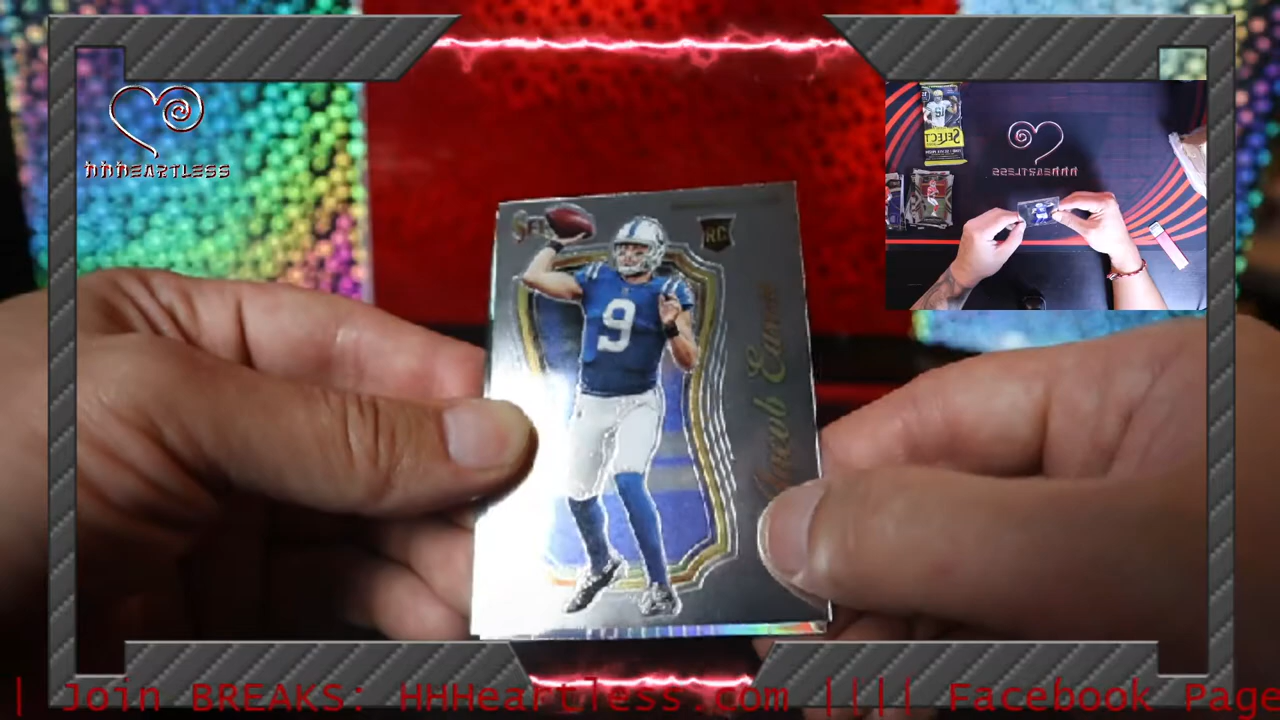 HHHEARTLESS
SELECT
HHHEARTLESS
RC
9
Jacob Eason
| Join BREAKS: HHHeartless.com |||| Facebook Page